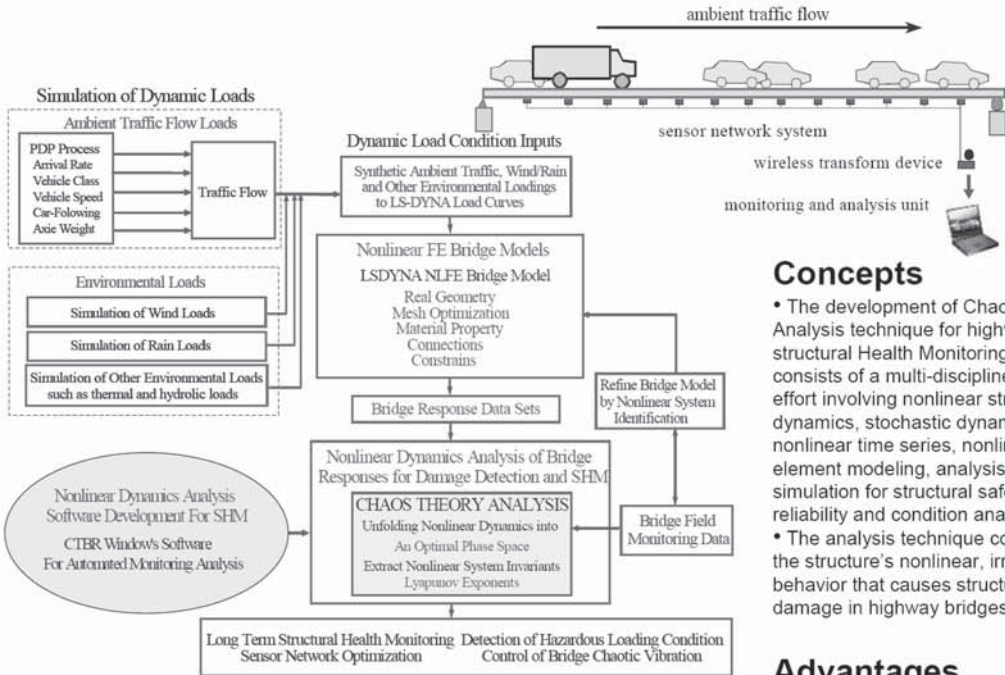 ambient traffic flow
sensor network system
wireless transform device
monitoring and analysis unit
Simulation of Dynamic Loads
Ambient Traffic Flow Loads
PDP Process
Arrival Rate
Vehicle Class
Vehicle Speed
Car-Folowing
Axie Weight
Traffic Flow
Environmental Loads
Simulation of Wind Loads
Simulation of Rain Loads
Simulation of Other Environmental Loads
such as thermal and hydrolic loads
Dynamic Load Condition Inputs
Synthetic Ambient Traffic, Wind/Rain
and Other Environmental Loadings
to LS-DYNA Load Curves
Nonlinear FE Bridge Models
LSDYNA NLFE Bridge Model
Real Geometry
Mesh Optimization
Material Property
Connections
Constrains
Bridge Response Data Sets
Refine Bridge Model
by Nonlinear System
Identification
Bridge Field
Monitoring Data
Nonlinear Dynamics Analysis of Bridge
Responses for Damage Detection and SHM
CHAOS THEORY ANALYSIS
Unfolding Nonlinear Dynamics into
An Optimal Phase Space
Extract Nonlinear System Invariants
Lyapunov Exponents
Nonlinear Dynamics Analysis
Software Development For SHM
CTBR Window's Software
For Automated Monitoring Analysis
Long Term Structural Health Monitoring Detection of Hazardous Loading Condition
Sensor Network Optimization Control of Bridge Chaotic Vibration
Concepts
• The development of Chao
Analysis technique for highw
structural Health Monitoring
consists of a multi-discipline
effort involving nonlinear str
dynamics, stochastic dynam
nonlinear time series, nonlin
element modeling, analysis
simulation for structural safe
reliability and condition ana
• The analysis technique co
the structure's nonlinear, irr
behavior that causes structu
damage in highway bridges
Advantages